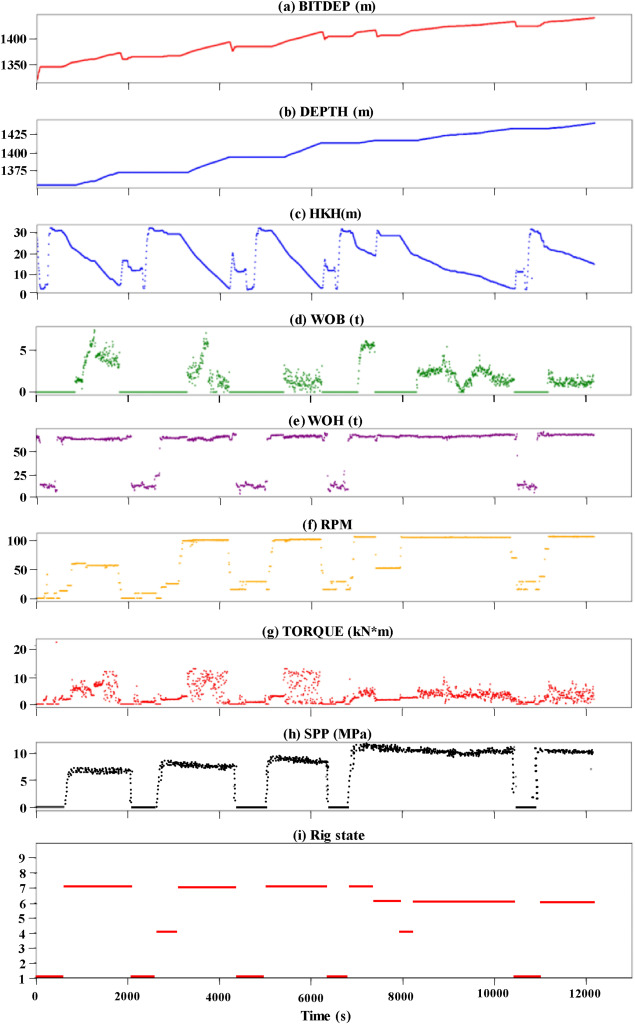 (a) BITDEP (m)
1400
1350
(b) DEPTH (m)
1425
1400
1375
(c) HKH(m)
30
20
10
0
(d) WOB (t)
5
0
(e) WOH (t)
50
25
0
(f) RPM
100
50
0
(g) TORQUE (kN*m)
20
10
0
(h) SPP (MPa)
10
5
0
(i) Rig state
9
8
7
6
5
4
3
2
1
0 2000 4000 6000 8000 10000 12000
Time (s)